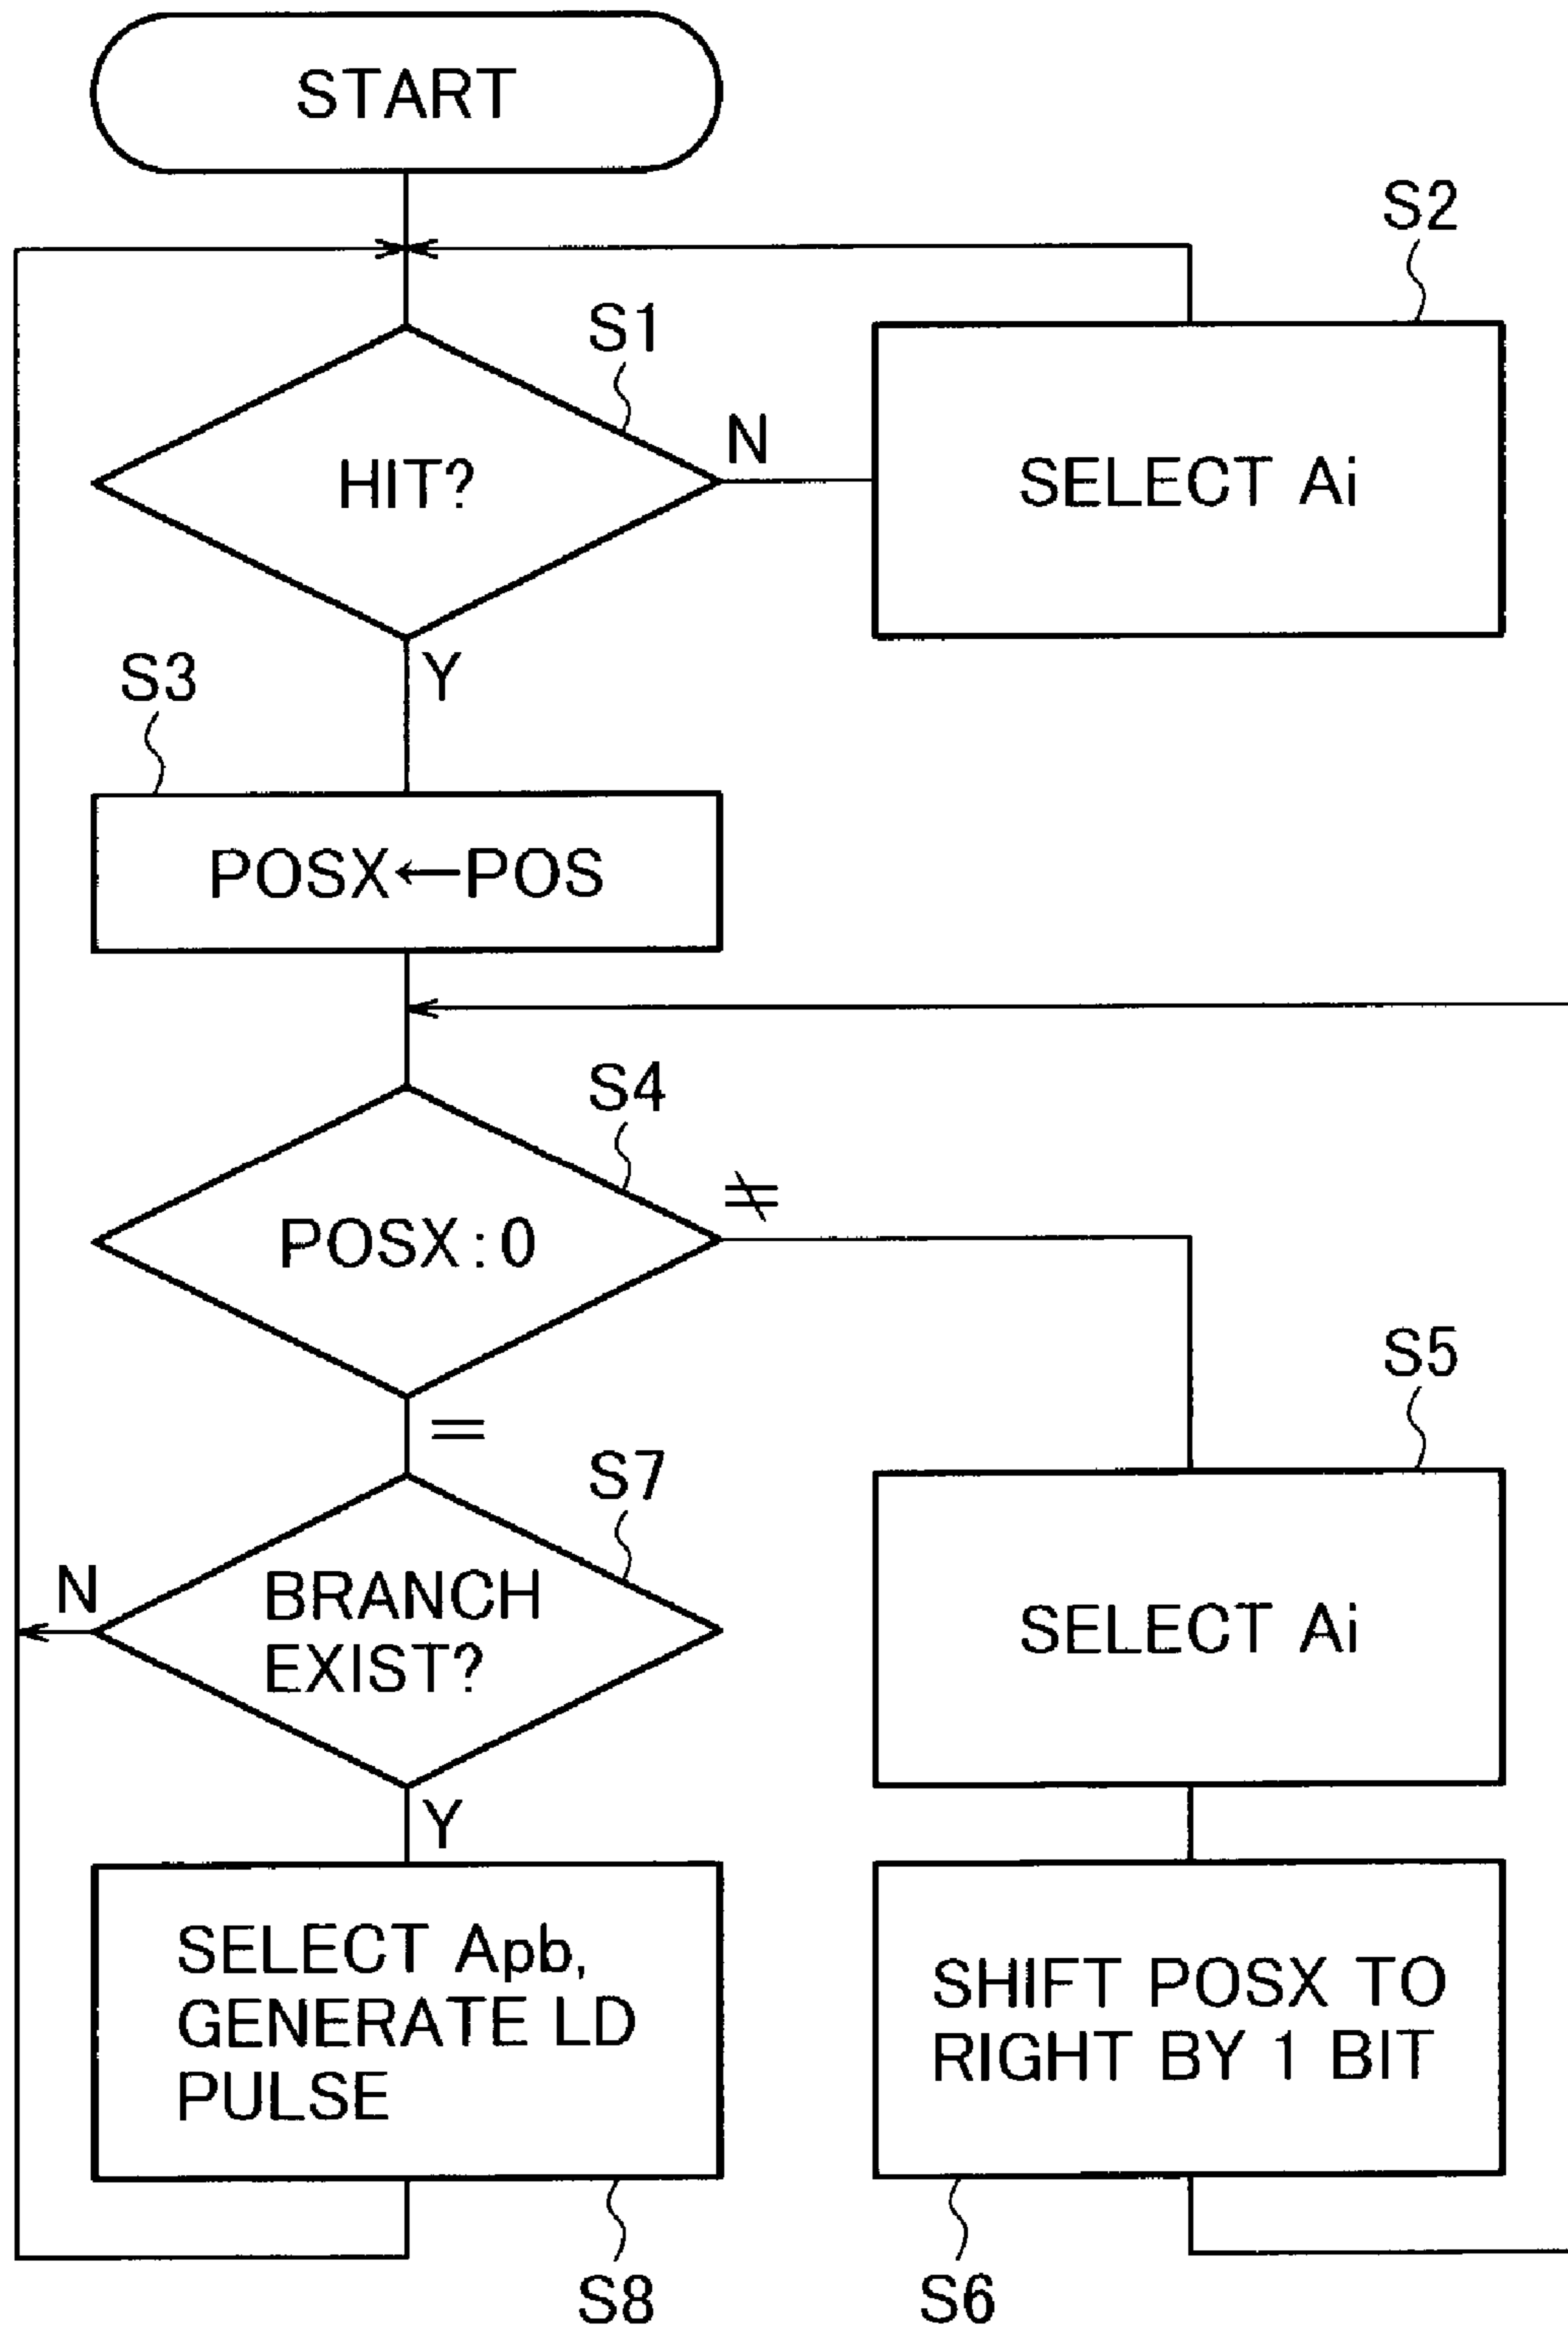 START
S2
S1
HIT?
N
SELECT Ai
Y
S3
POSX←POS
S4
POSX:0
≠
=
S5
SELECT Ai
S7
BRANCH
EXIST?
N
Y
SELECT Apb,
GENERATE LD
PULSE
S8
SHIFT POSX TO
RIGHT BY 1 BIT
S6